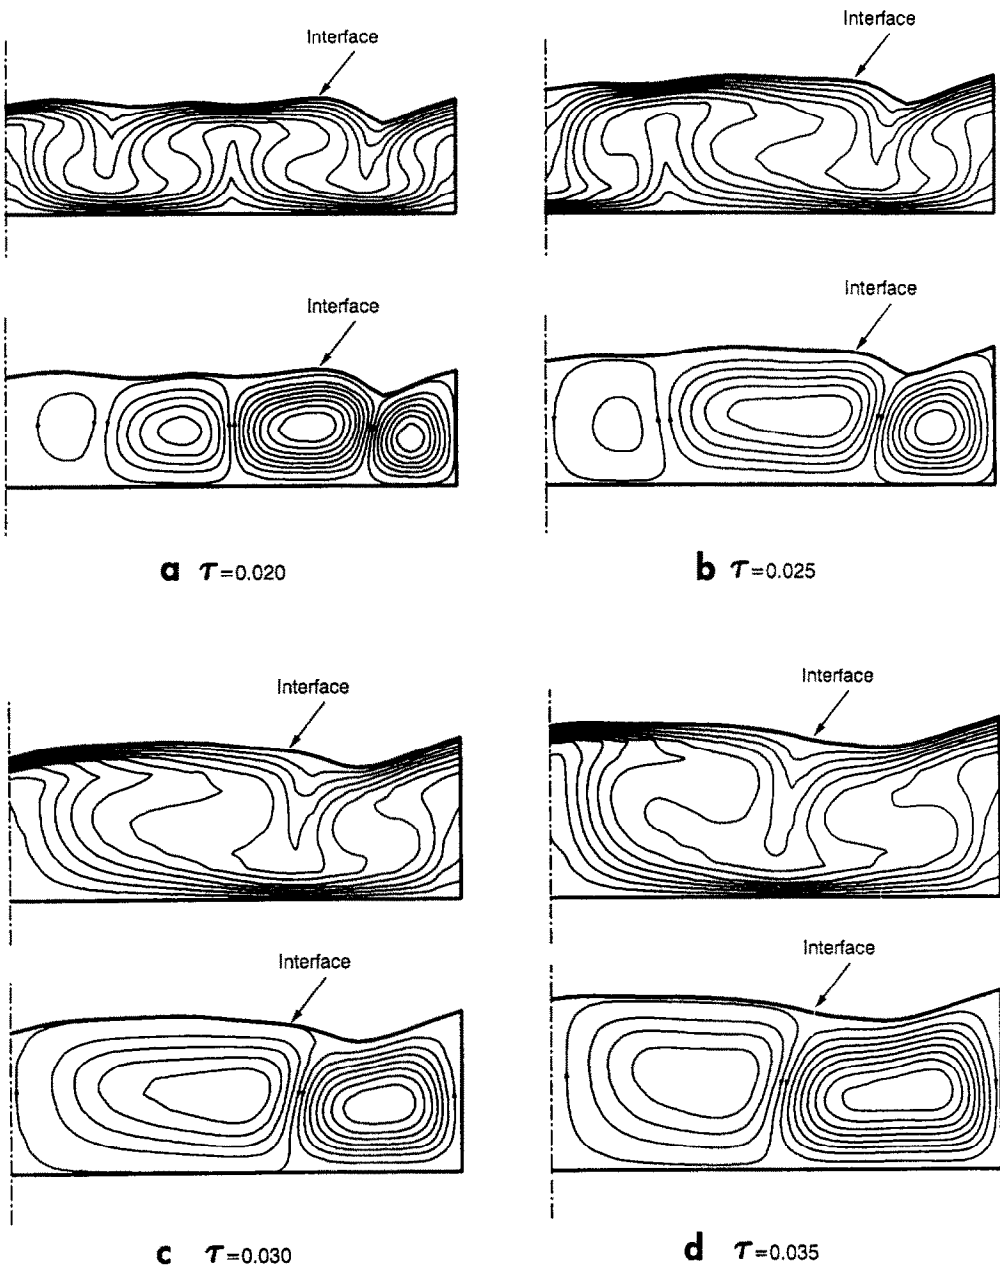 Interface
Interface
Interface
Interface
a τ=0.020
b τ=0.025
Interface
Interface
Interface
Interface
c τ=0.030
d τ=0.035